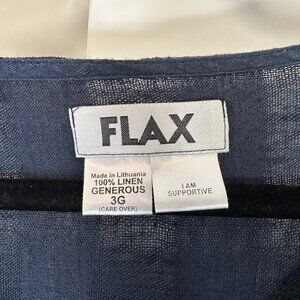 FLAX
Made in Lithuania
100% LINEN
GENEROUS
3G
(CARE OVER)
I AM
SUPPORTIVE